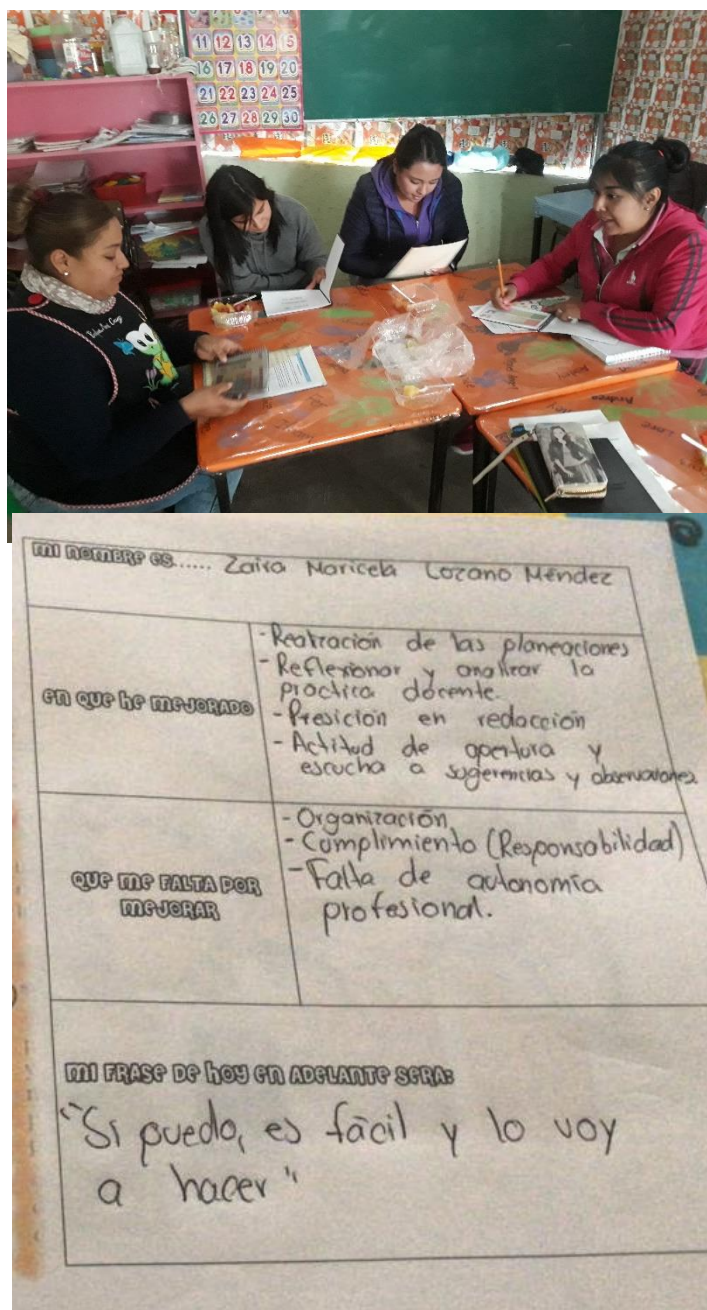 11 12 13 14 15
16 17 18 19 20
21 22 23 24 25
26 27 28 29 30
mi nombre es...... Zaira Maricela Lozano Méndez
en que he mejorado
- Realización de las planeaciones
- Reflexionar y analizar la
práctica docente.
- Presición en redacción
- Actitud de apertura y
escucha a sugerencias y observaciones
que me falta por
mejorar
- Organización
- Cumplimiento (Responsabilidad)
- Falta de autonomía
profesional.
mi frase de hoy en adelante sera:
"Si puedo, es fácil y lo voy
a hacer"